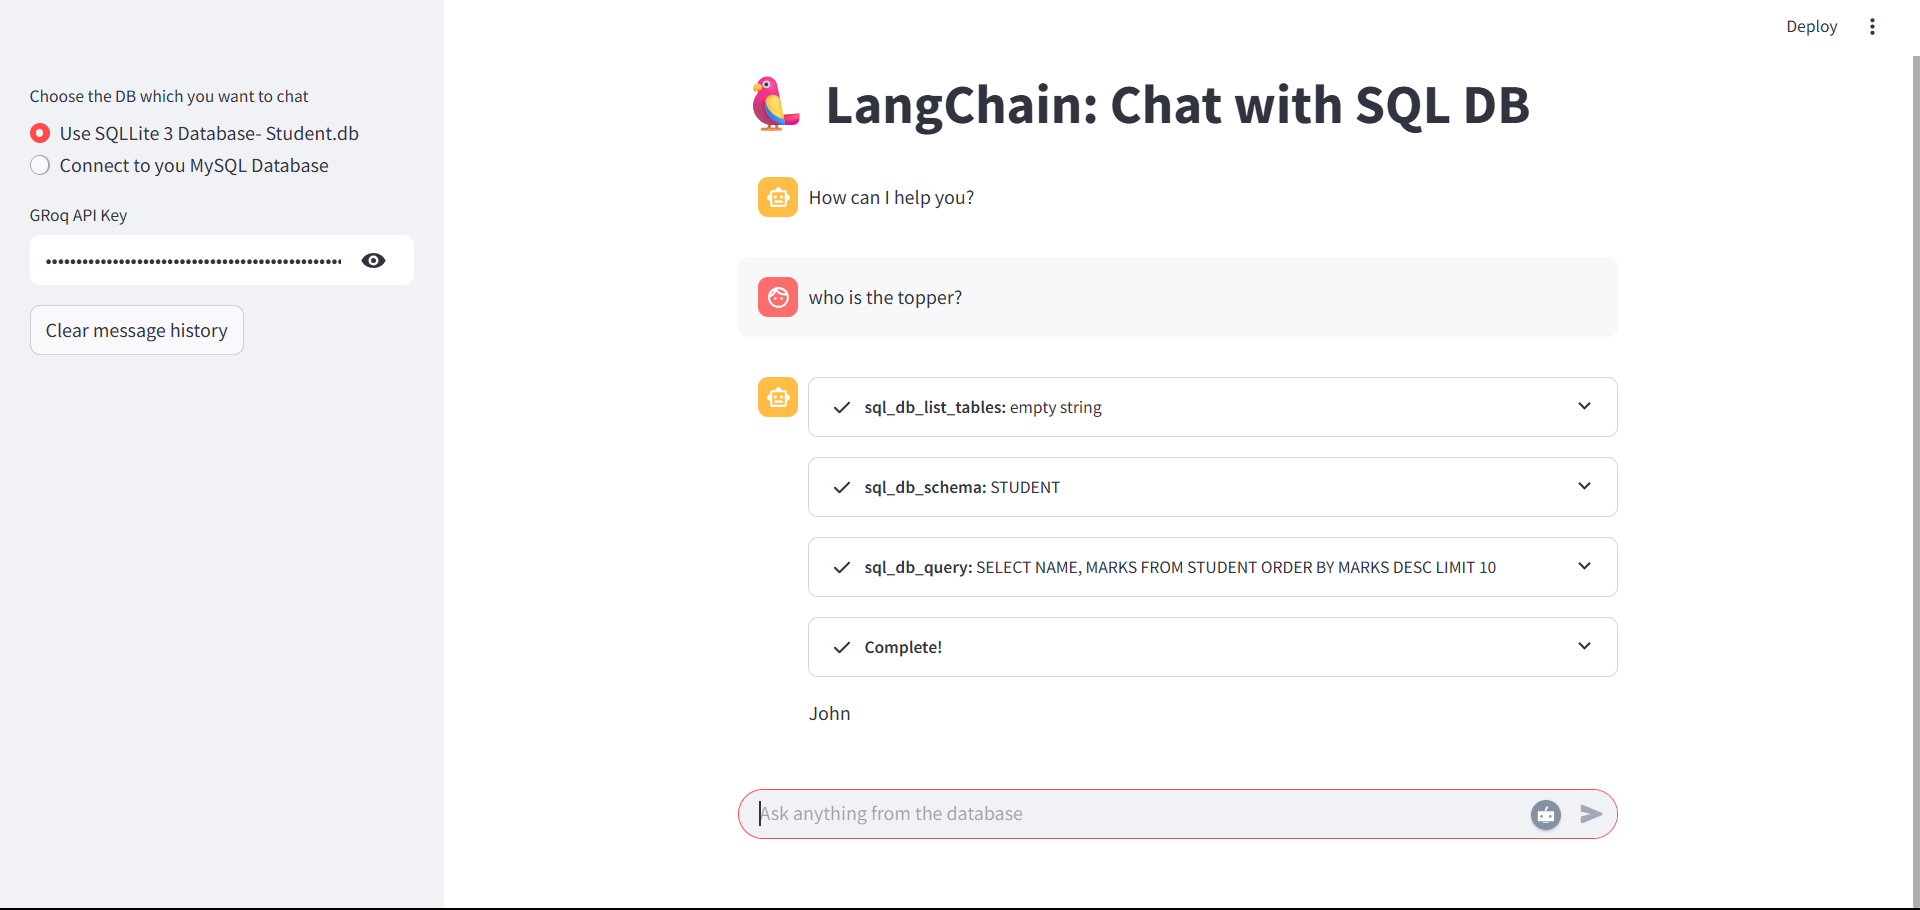 Deploy
Choose the DB which you want to chat
Use SQLLite 3 Database- Student.db
Connect to you MySQL Database
GRoq API Key
Clear message history
LangChain: Chat with SQL DB
How can I help you?
who is the topper?
sql_db_list_tables: empty string
sql_db_schema: STUDENT
sql_db_query: SELECT NAME, MARKS FROM STUDENT ORDER BY MARKS DESC LIMIT 10
Complete!
John
Ask anything from the database